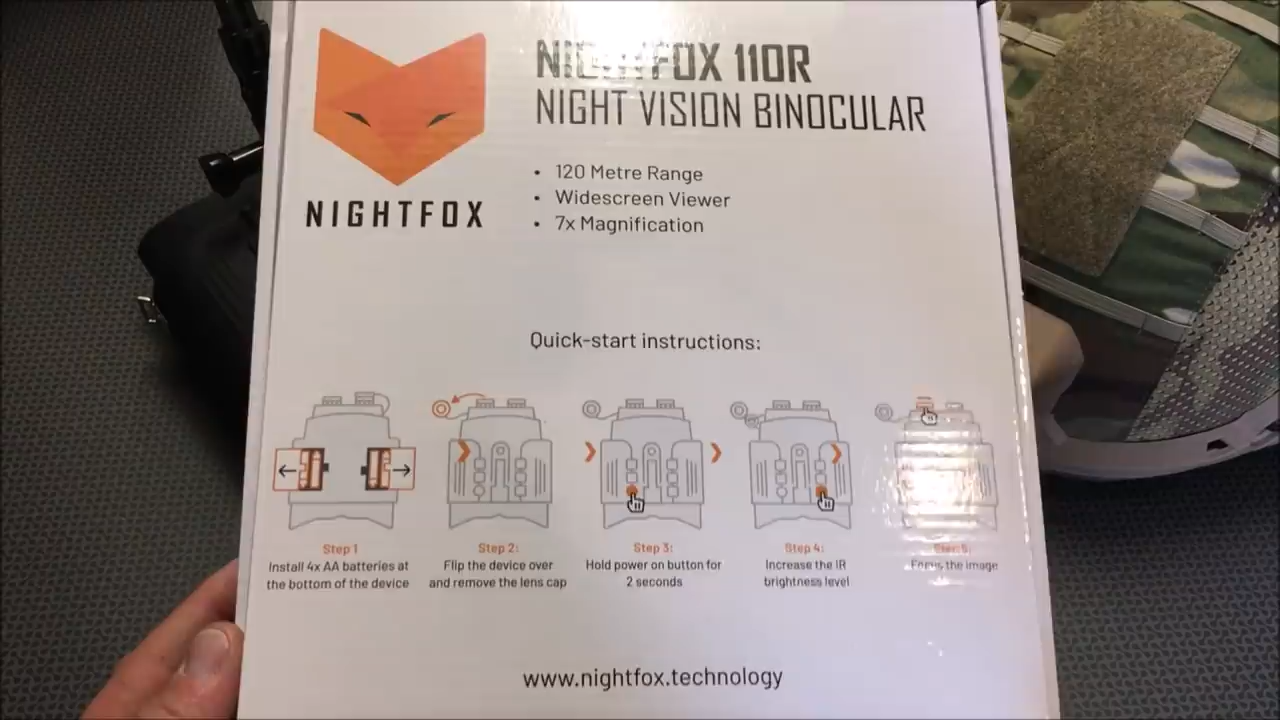 NIGHTFOX 110R
NIGHT VISION BINOCULAR
NIGHTFOX
• 120 Metre Range
• Widescreen Viewer
• 7x Magnification
Quick-start instructions:
Step 1
Install 4x AA batteries at
the bottom of the device
Step 2:
Flip the device over
and remove the lens cap
Step 3:
Hold power on button for
2 seconds
Step 4:
Increase the IR
brightness level
Step 5:
Focus the image
www.nightfox.technology